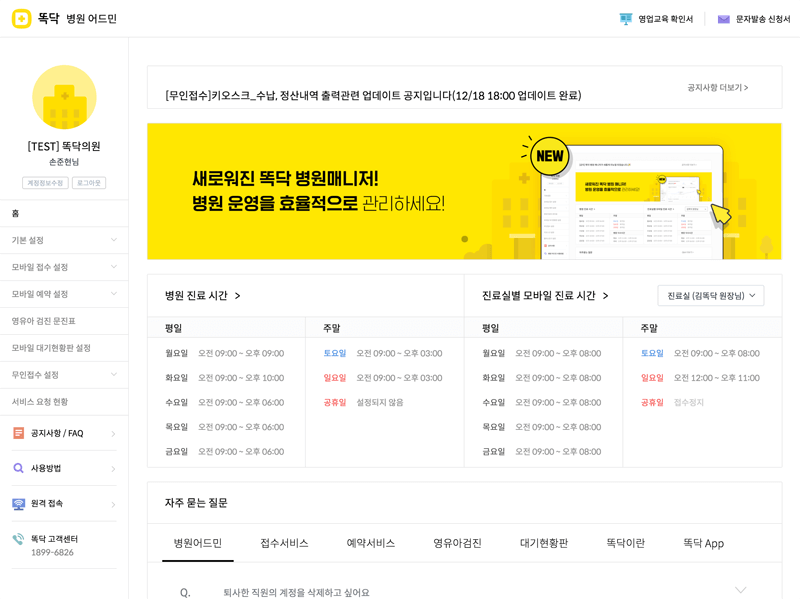 똑닥 병원 어드민
영업교육 확인서
문자발송 신청서
[TEST] 똑닥의원
손준현님
계정정보수정
로그아웃
홈
기본 설정
모바일 접수 설정
모바일 예약 설정
영유아 검진 문진표
모바일 대기현황판 설정
무인접수 설정
서비스 요청 현황
공지사항 / FAQ
사용방법
원격 접속
똑닥 고객센터
1899-6826
[무인접수]키오스크_수납, 정산내역 출력관련 업데이트 공지입니다(12/18 18:00 업데이트 완료)
공지사항 더보기 >
새로워진 똑닥 병원매니저!
병원 운영을 효율적으로 관리하세요!
NEW
병원 진료 시간 >
평일
월요일 오전 09:00 ~ 오후 09:00
화요일 오전 09:00 ~ 오후 10:00
수요일 오전 09:00 ~ 오후 06:00
목요일 오전 09:00 ~ 오후 06:00
금요일 오전 09:00 ~ 오후 06:00
주말
토요일 오전 09:00 ~ 오후 03:00
일요일 오전 09:00 ~ 오후 03:00
공휴일 설정되지 않음
진료실별 모바일 진료 시간 >
진료실 (김똑닥 원장님)
평일
월요일 오전 09:00 ~ 오후 08:00
화요일 오전 09:00 ~ 오후 08:00
수요일 오전 09:00 ~ 오후 08:00
목요일 오전 09:00 ~ 오후 08:00
금요일 오전 09:00 ~ 오후 08:00
주말
토요일 오전 09:00 ~ 오후 08:00
일요일 오전 12:00 ~ 오후 11:00
공휴일 접수정지
자주 묻는 질문
병원어드민 접수서비스 예약서비스 영유아검진 대기현황판 똑닥이란 똑닥 App
Q. 퇴사한 직원의 계정을 삭제하고 싶어요